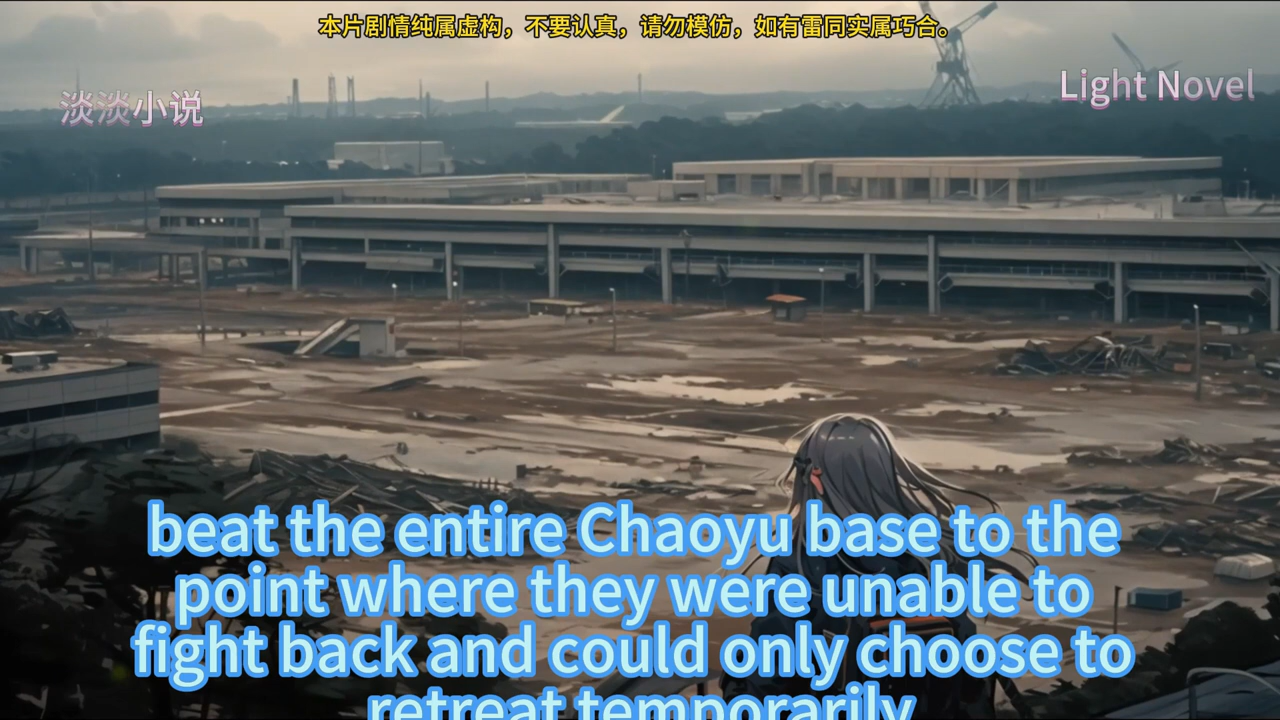 本片剧情纯属虚构，不要认真，请勿模仿，如有雷同实属巧合。
淡淡小说
Light Novel
beat the entire Chaoyu base to the
point where they were unable to
fight back and could only choose to
retreat temporarily